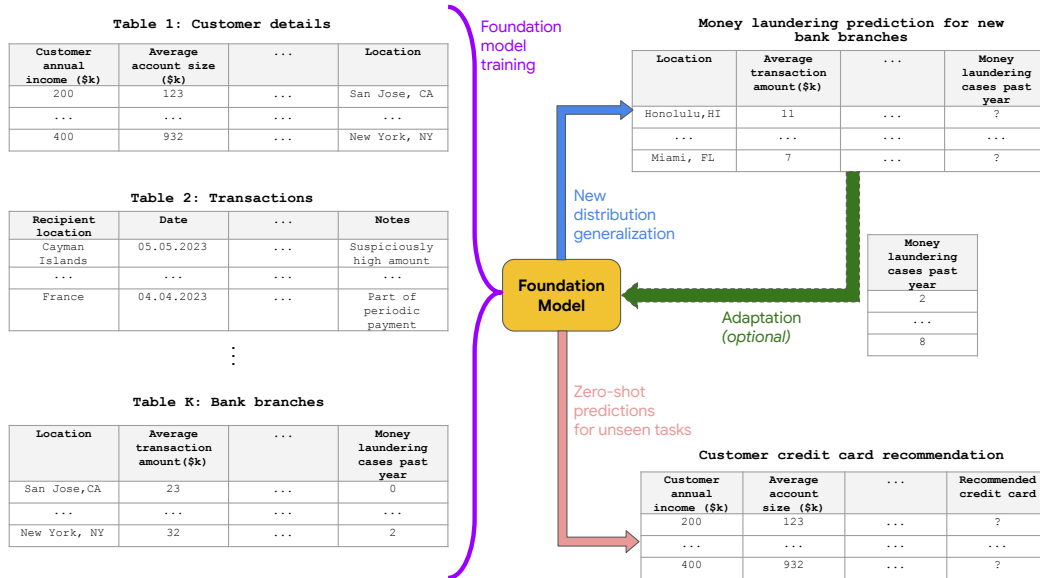 Table 1: Customer details
Customer annual income ($k) Average account size ($k) ... Location
200 123 ... San Jose, CA
... ... ... ...
400 932 ... New York, NY
Table 2: Transactions
Recipient location Date ... Notes
Cayman Islands 05.05.2023 ... Suspiciously high amount
... ... ... ...
France 04.04.2023 ... Part of periodic payment
⋮
Table K: Bank branches
Location Average transaction amount($k) ... Money laundering cases past year
San Jose,CA 23 ... 0
... ... ... ...
New York, NY 32 ... 2
Foundation
model
training
Foundation
Model
New
distribution
generalization
Money laundering prediction for new
bank branches
Location Average transaction amount($k) ... Money laundering cases past year
Honolulu,HI 11 ... ?
... ... ... ...
Miami, FL 7 ... ?
Money
laundering
cases past
year
2
...
8
Adaptation
(optional)
Zero-shot
predictions
for unseen tasks
Customer credit card recommendation
Customer annual income ($k) Average account size ($k) ... Recommended credit card
200 123 ... ?
... ... ... ...
400 932 ... ?